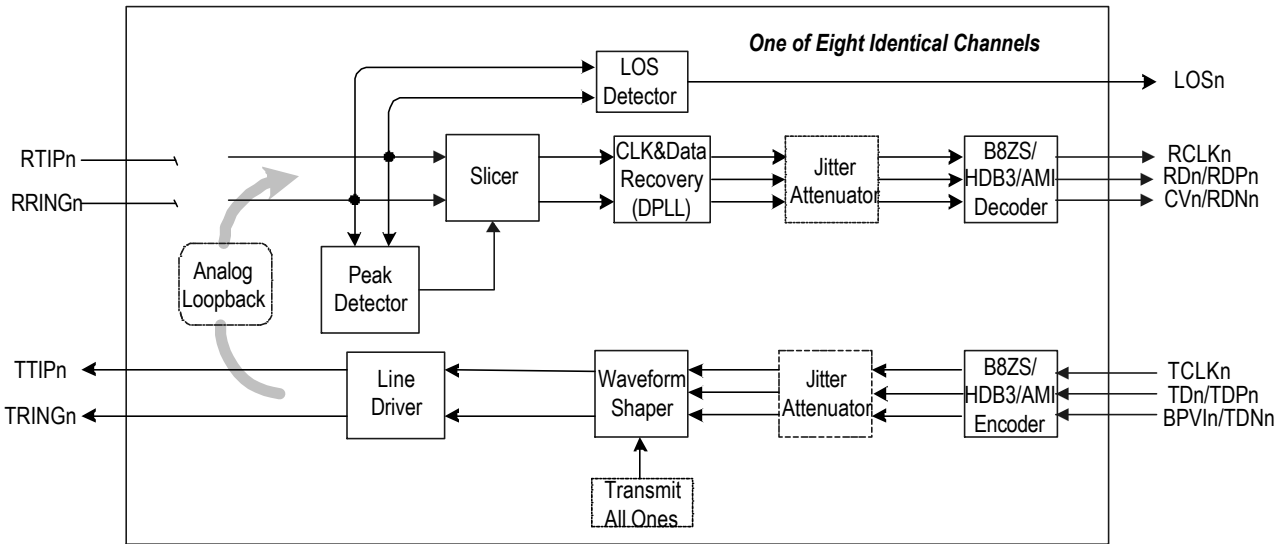 One of Eight Identical Channels
LOS
Detector
LOSn
RTIPn
RRINGn
Slicer
CLK&Data
Recovery
(DPLL)
Jitter
Attenuator
B8ZS/
HDB3/AMI
Decoder
RCLKn
RDn/RDPn
CVn/RDNn
Analog
Loopback
Peak
Detector
TTIPn
TRINGn
Line
Driver
Waveform
Shaper
Jitter
Attenuator
B8ZS/
HDB3/AMI
Encoder
TCLKn
TDn/TDPn
BPVIn/TDNn
Transmit
All Ones